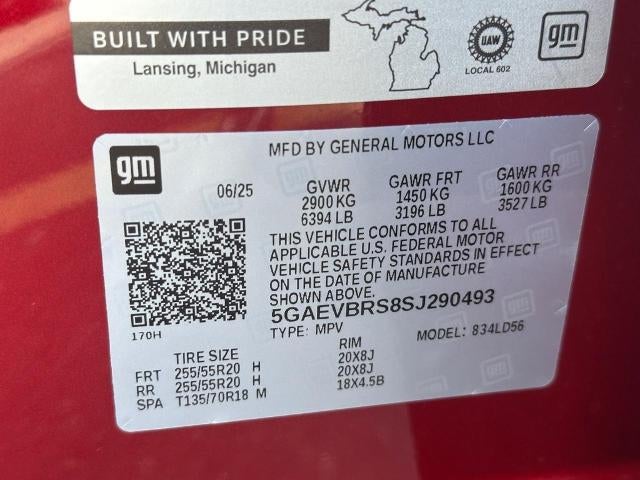 BUILT WITH PRIDE
Lansing, Michigan
UAW
LOCAL 602
gm
gm
MFD BY GENERAL MOTORS LLC
06/25 GVWR GAWR FRT GAWR RR
2900 KG 1450 KG 1600 KG
6394 LB 3196 LB 3527 LB
THIS VEHICLE CONFORMS TO ALL
APPLICABLE U.S. FEDERAL MOTOR
VEHICLE SAFETY STANDARDS IN EFFECT
ON THE DATE OF MANUFACTURE
SHOWN ABOVE.
5GAEVBRS8SJ290493
TYPE: MPV MODEL: 834LD56
170H
TIRE SIZE RIM
FRT 255/55R20 H 20X8J
RR 255/55R20 H 20X8J
SPA T135/70R18 M 18X4.5B